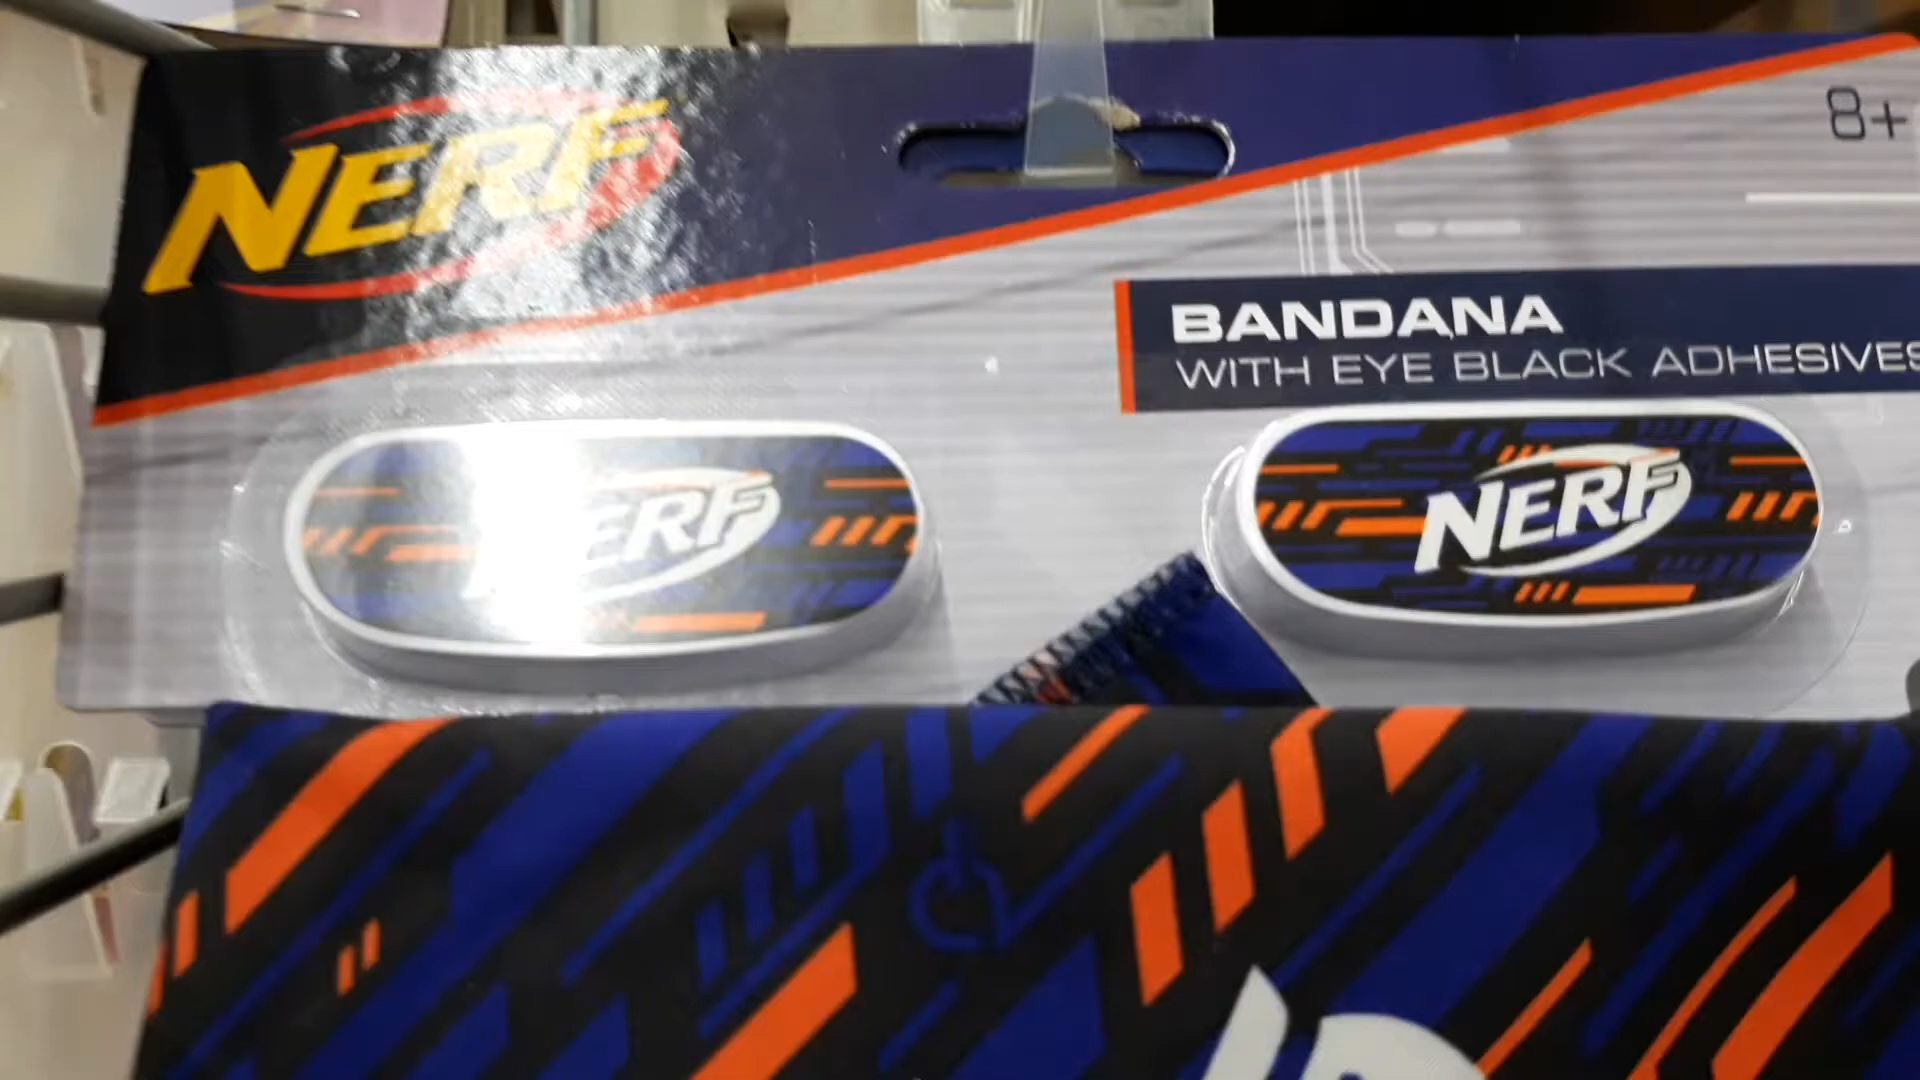 NERF
8+
BANDANA
WITH EYE BLACK ADHESIVES
NERF
NERF